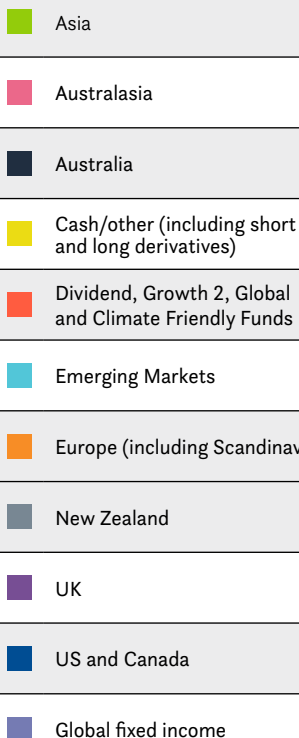 Asia
Australasia
Australia
Cash/other (including short
and long derivatives)
Dividend, Growth 2, Global
and Climate Friendly Funds
Emerging Markets
Europe (including Scandinav
New Zealand
UK
US and Canada
Global fixed income